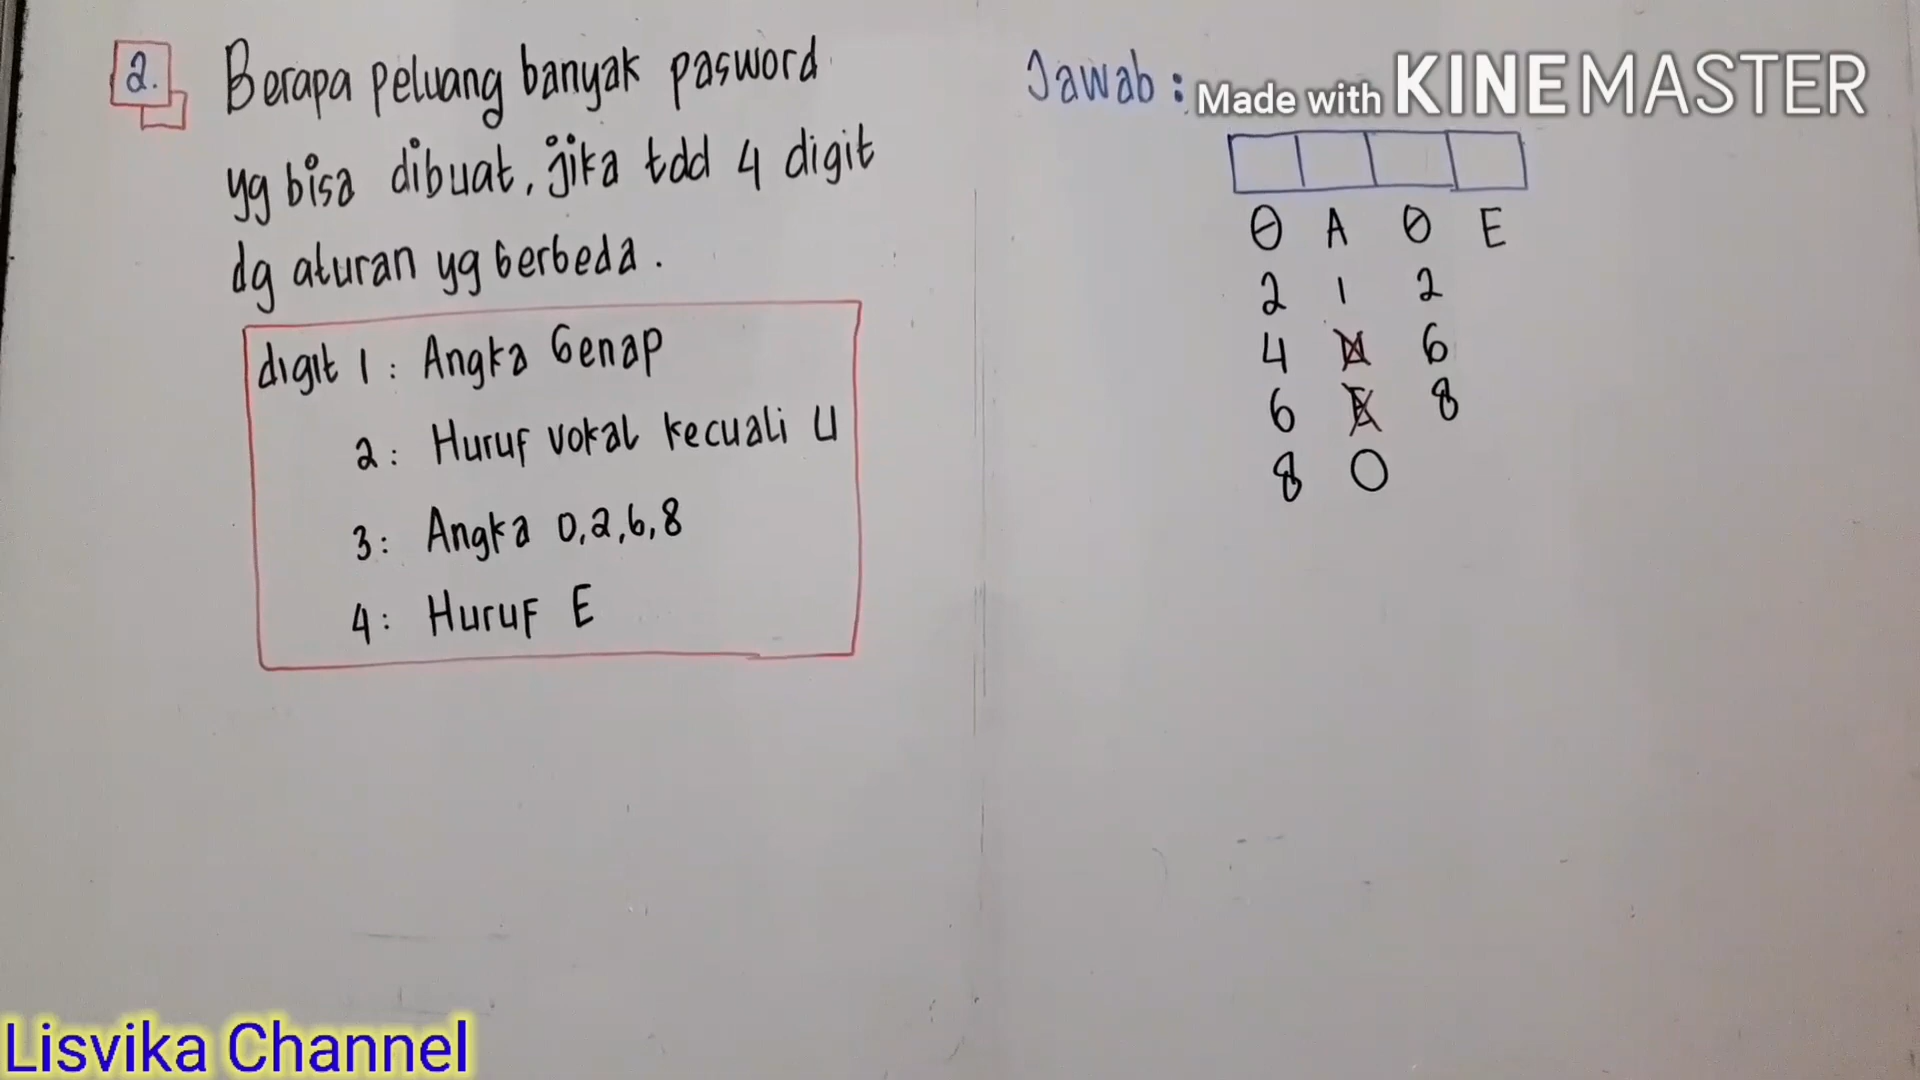 2. Berapa peluang banyak pasword
yg bisa dibuat, jika tdd 4 digit
dg aturan yg berbeda.
digit 1 : Angka Genap
2 : Huruf vokal kecuali U
3 : Angka 0,2,6,8
4 : Huruf E
Jawab :
Made with KINEMASTER
0 A 0 E
2 I 2
4 U 6
6 E 8
8 O
Lisvika Channel